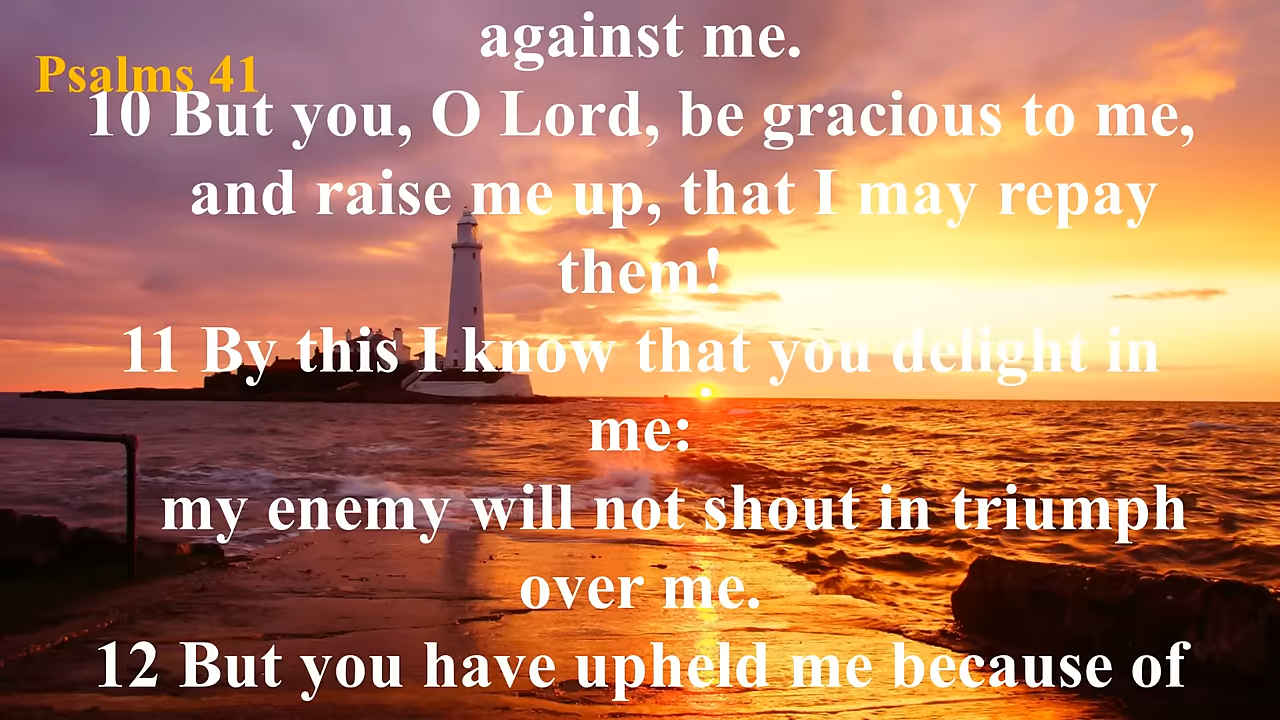 against me.
Psalms 41
10 But you, O Lord, be gracious to me,
and raise me up, that I may repay
them!
11 By this I know that you delight in
me:
my enemy will not shout in triumph
over me.
12 But you have upheld me because of